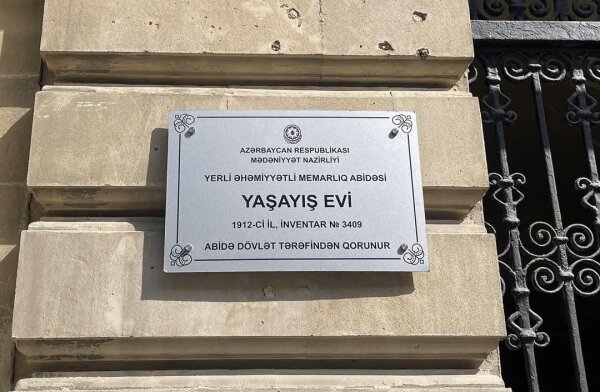 AZƏRBAYCAN RESPUBLİKASI
MƏDƏNİYYƏT NAZİRLİYİ
YERLİ ƏHƏMİYYƏTLİ MEMARLIQ ABİDƏSİ
YAŞAYIŞ EVİ
1912-Cİ İL, İNVENTAR № 3409
ABİDƏ DÖVLƏT TƏRƏFİNDƏN QORUNUR